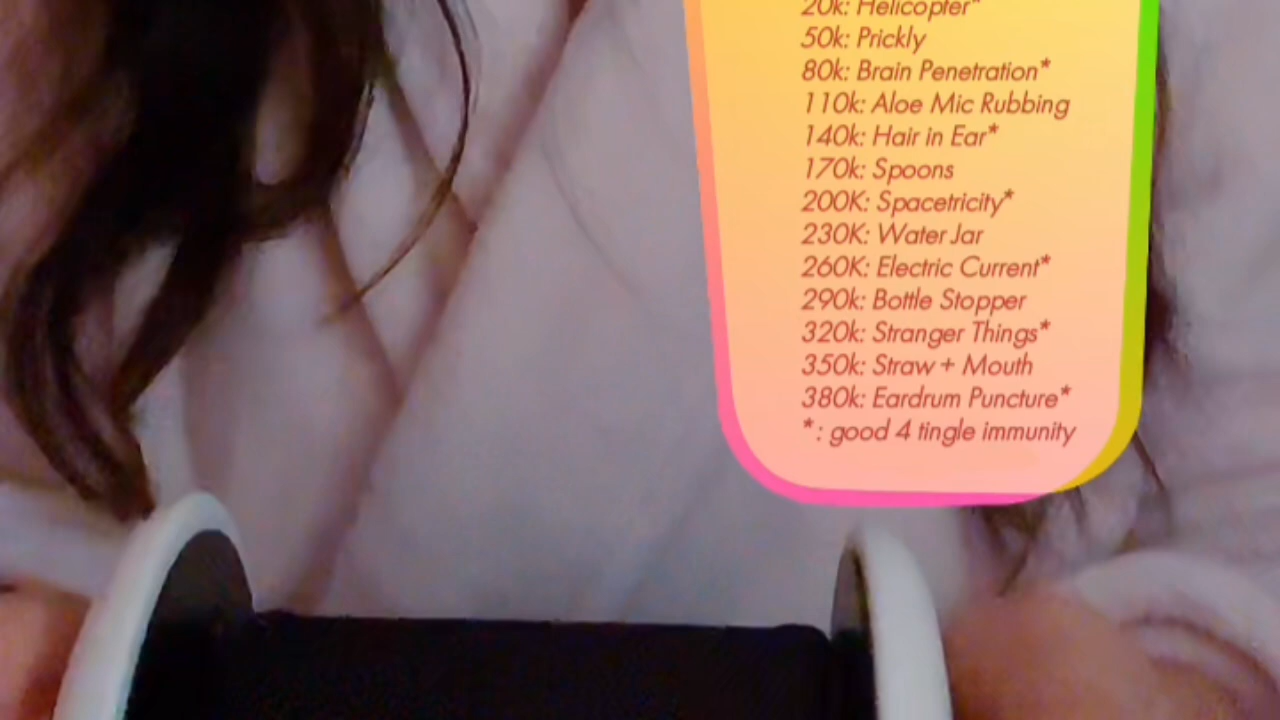 20k: Helicopter*
50k: Prickly
80k: Brain Penetration*
110k: Aloe Mic Rubbing
140k: Hair in Ear*
170k: Spoons
200K: Spacetricity*
230K: Water Jar
260K: Electric Current*
290k: Bottle Stopper
320k: Stranger Things*
350k: Straw + Mouth
380k: Eardrum Puncture*
*: good 4 tingle immunity